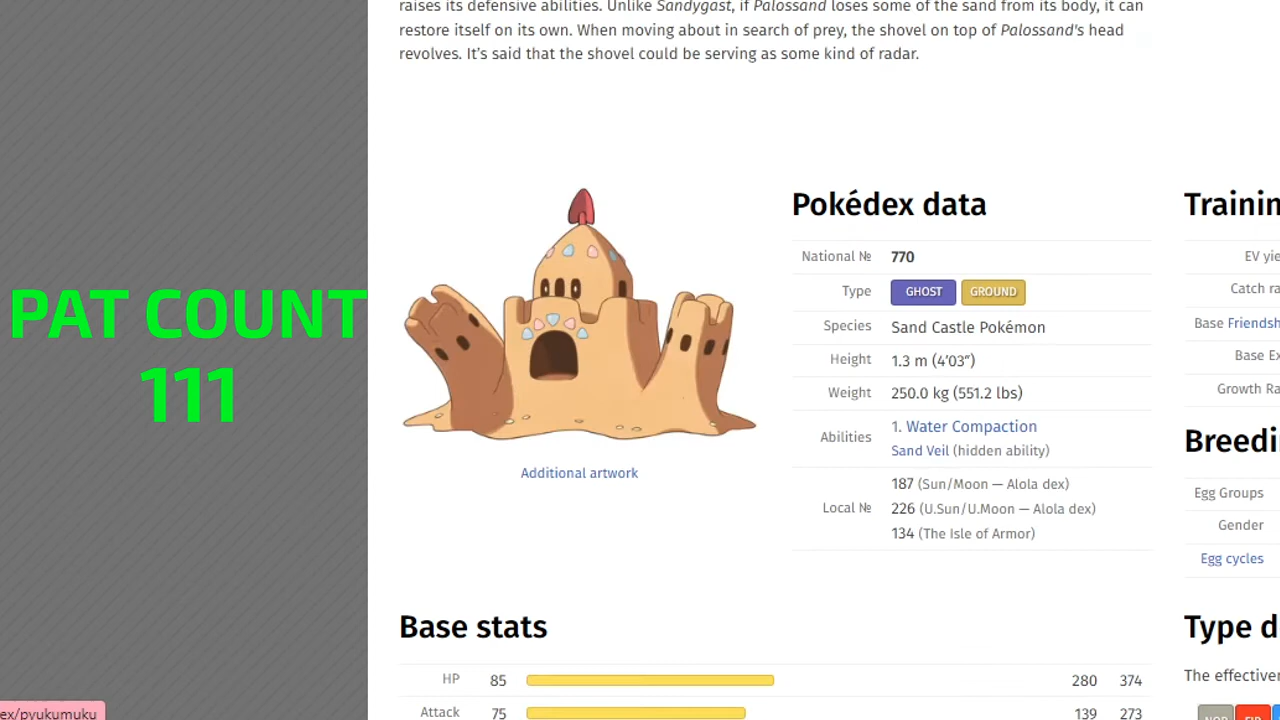 raises its defensive abilities. Unlike Sandygast, if Palossand loses some of the sand from its body, it can
restore itself on its own. When moving about in search of prey, the shovel on top of Palossand's head
revolves. It's said that the shovel could be serving as some kind of radar.
PAT COUNT
111
Additional artwork
Pokédex data
National № 770
Type GHOST GROUND
Species Sand Castle Pokémon
Height 1.3 m (4′03″)
Weight 250.0 kg (551.2 lbs)
Abilities 1. Water Compaction
Sand Veil (hidden ability)
Local № 187 (Sun/Moon — Alola dex)
226 (U.Sun/U.Moon — Alola dex)
134 (The Isle of Armor)
Trainin
EV yie
Catch ra
Base Friendsh
Base Ex
Growth Ra
Breedi
Egg Groups
Gender
Egg cycles
Base stats
HP 85 280 374
Attack 75 139 273
Type d
The effectiver
ex/pyukumuku